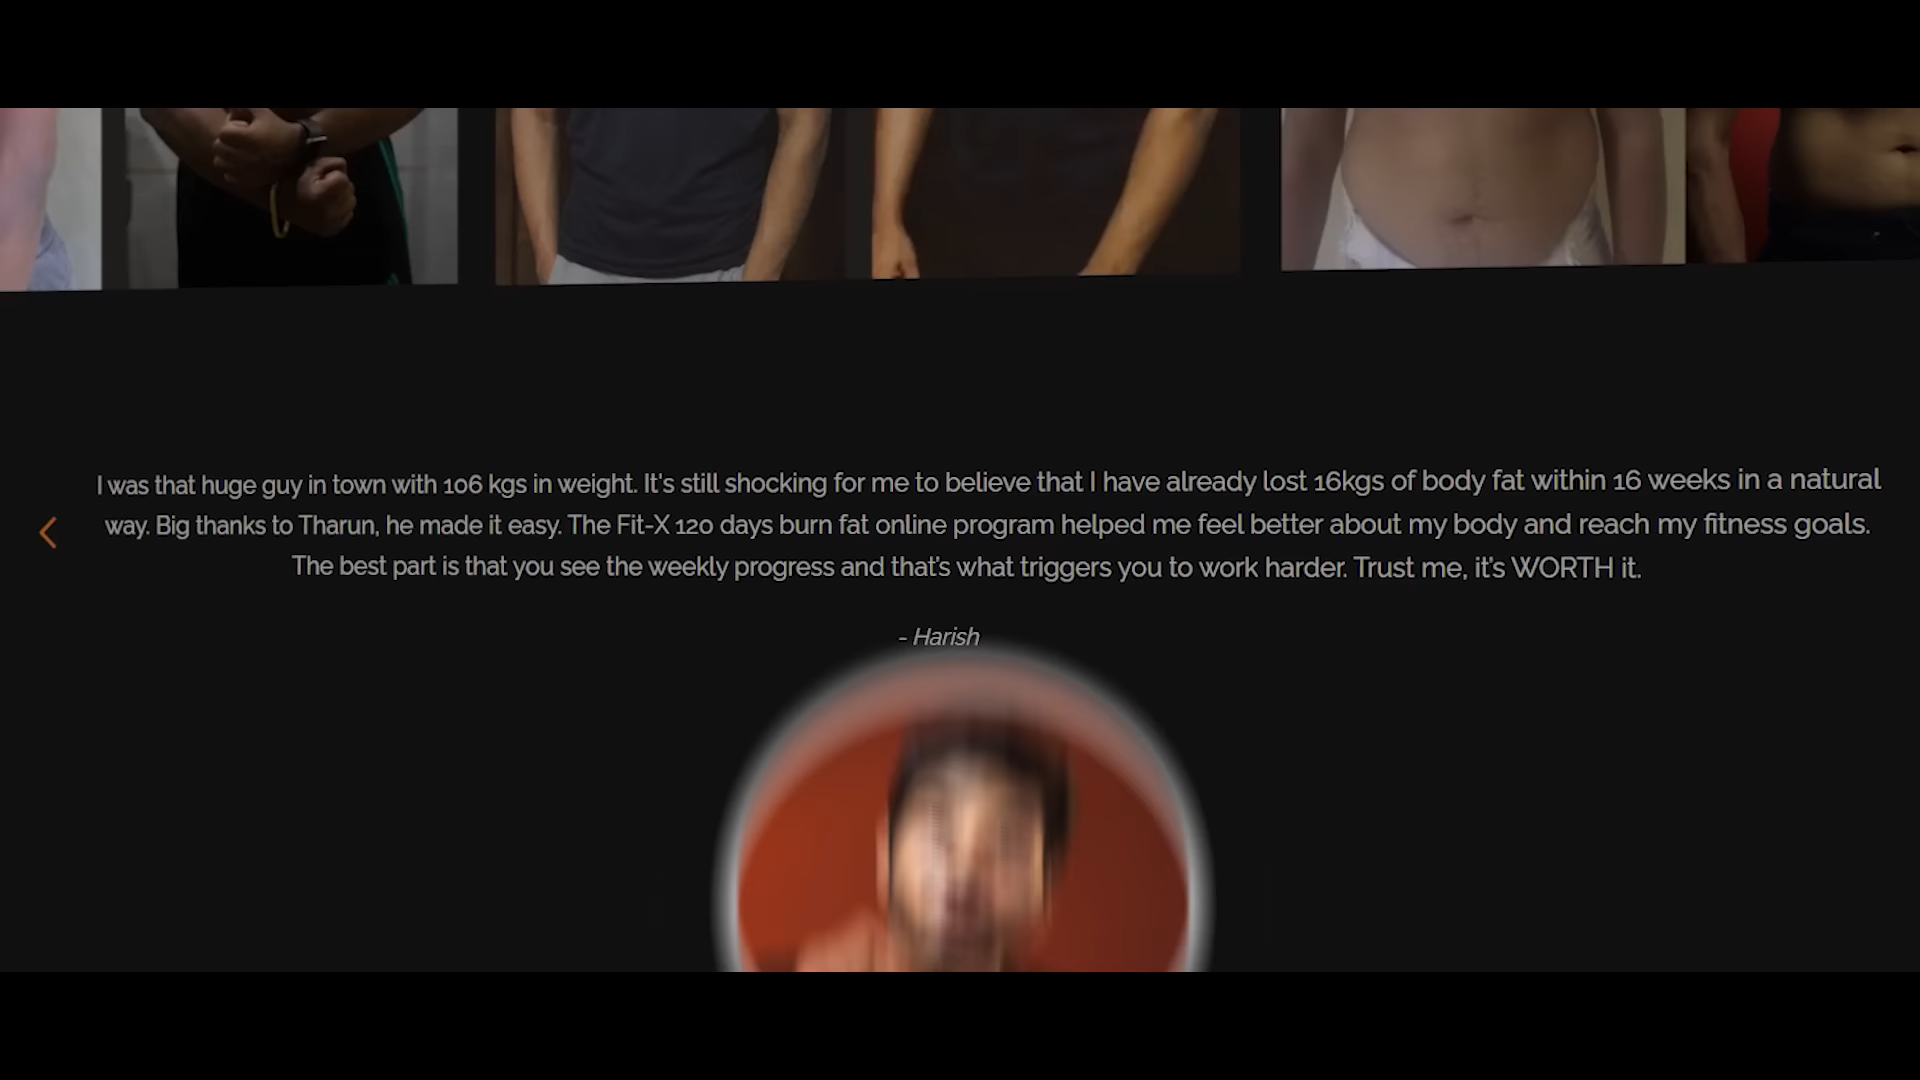 I was that huge guy in town with 106 kgs in weight. It's still shocking for me to believe that I have already lost 16kgs of body fat within 16 weeks in a natural
way. Big thanks to Tharun, he made it easy. The Fit-X 120 days burn fat online program helped me feel better about my body and reach my fitness goals.
The best part is that you see the weekly progress and that's what triggers you to work harder. Trust me, it's WORTH it.
- Harish